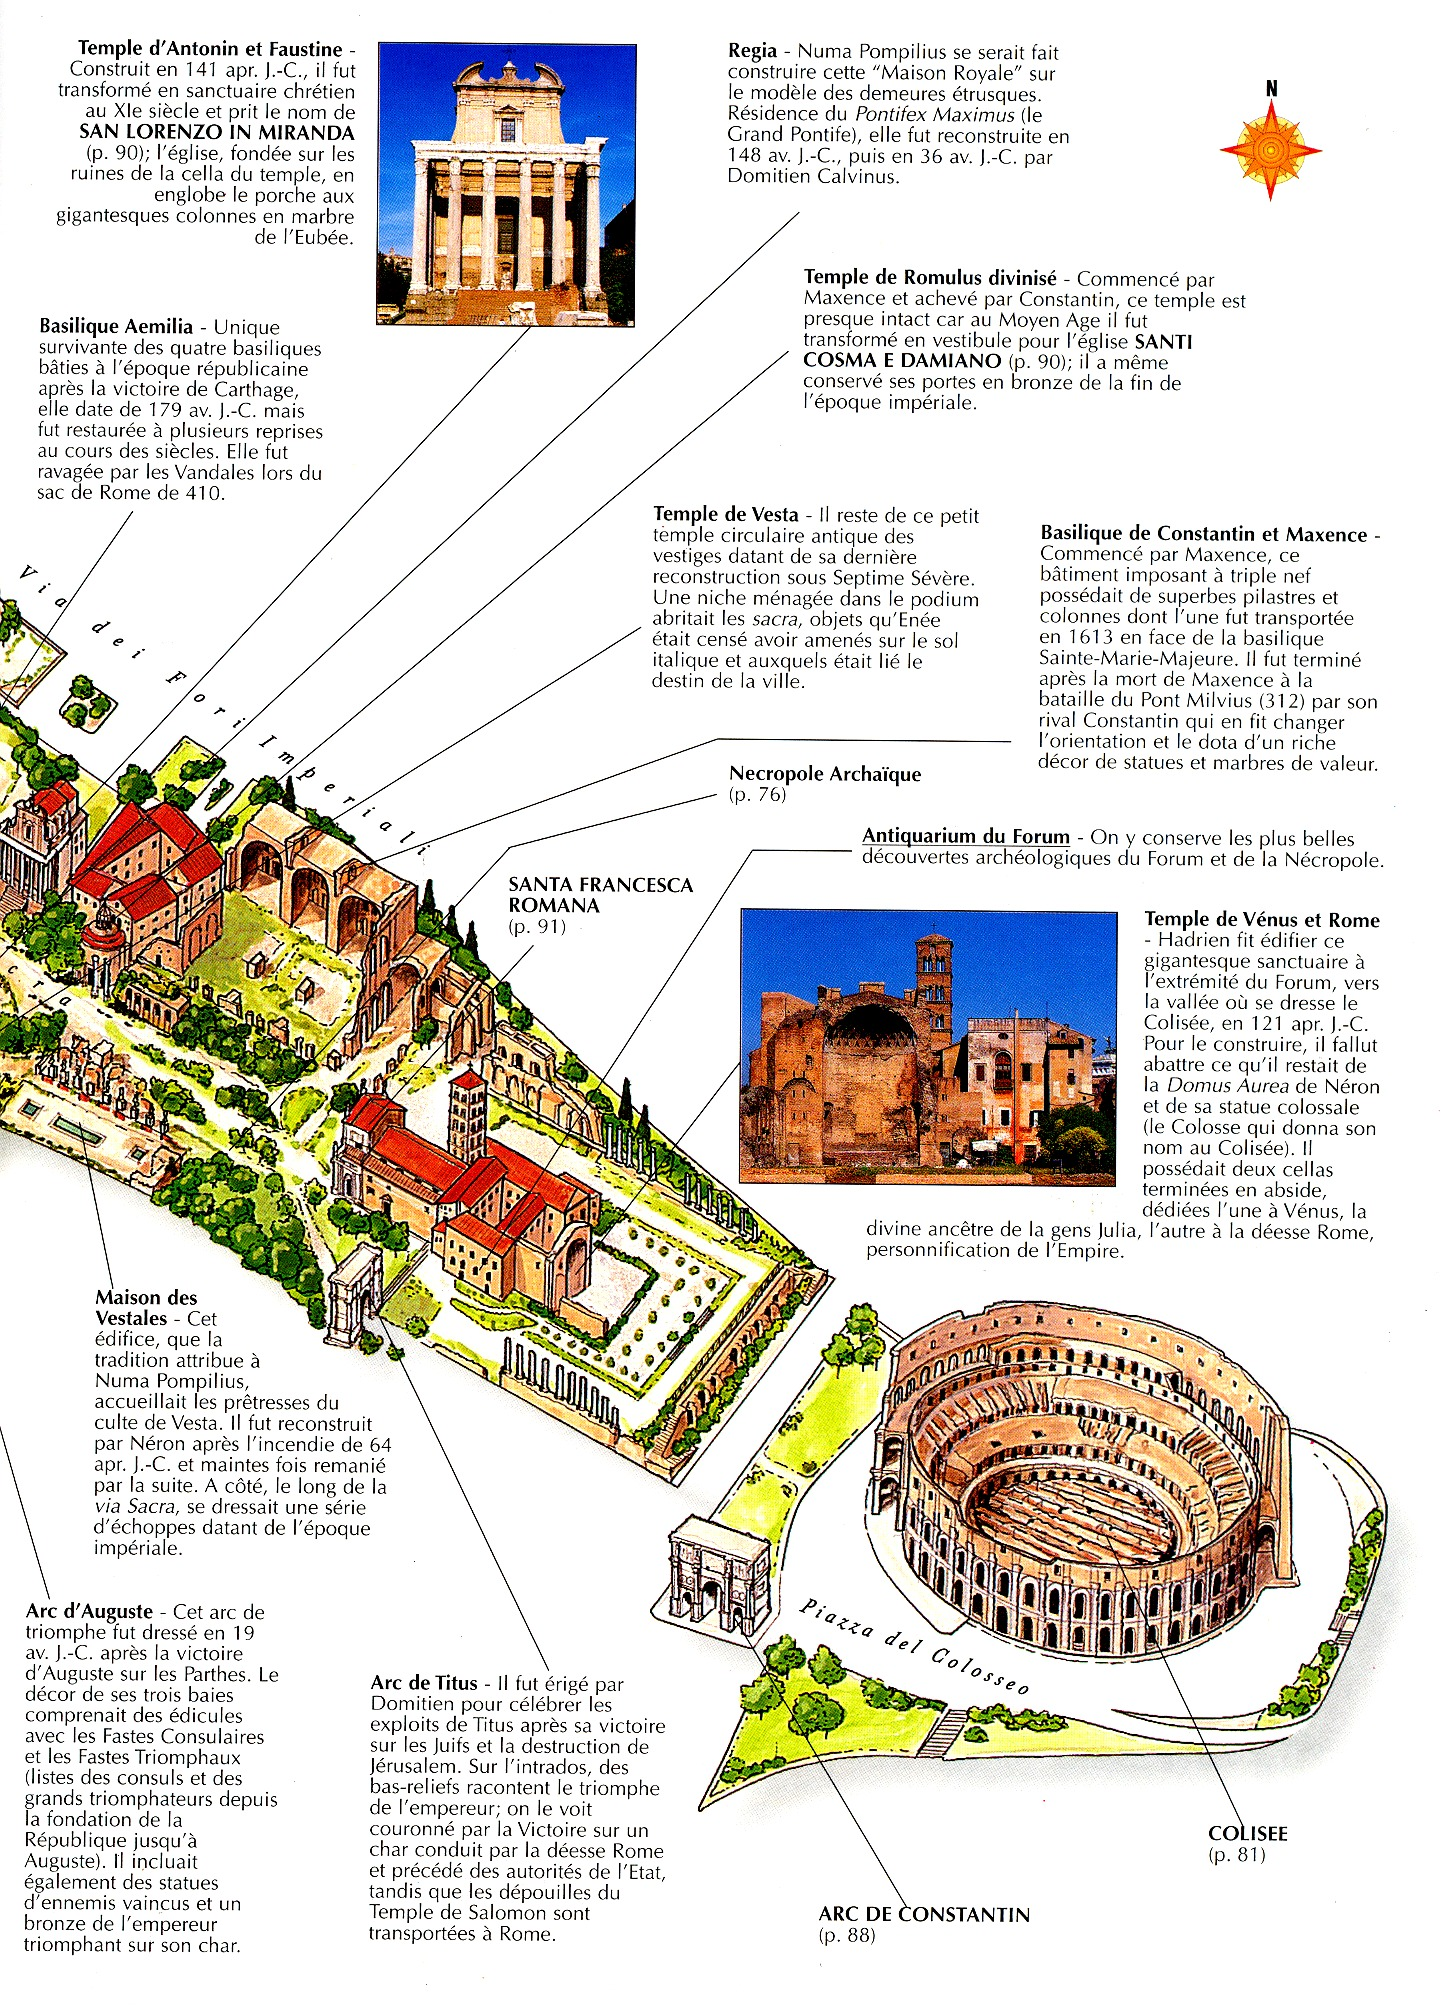 Temple d'Antonin et Faustine -
Construit en 141 apr. J.-C., il fut
transformé en sanctuaire chrétien
au XIe siècle et prit le nom de
SAN LORENZO IN MIRANDA
(p. 90); l'église, fondée sur les
ruines de la cella du temple, en
englobe le porche aux
gigantesques colonnes en marbre
de l'Eubée.
Regia - Numa Pompilius se serait fait
construire cette "Maison Royale" sur
le modèle des demeures étrusques.
Résidence du Pontifex Maximus (le
Grand Pontife), elle fut reconstruite en
148 av. J.-C., puis en 36 av. J.-C. par
Domitien Calvinus.
N
Temple de Romulus divinisé - Commencé par
Maxence et achevé par Constantin, ce temple est
presque intact car au Moyen Age il fut
transformé en vestibule pour l'église SANTI
COSMA E DAMIANO (p. 90); il a même
conservé ses portes en bronze de la fin de
l'époque impériale.
Basilique Aemilia - Unique
survivante des quatre basiliques
bâties à l'époque républicaine
après la victoire de Carthage,
elle date de 179 av. J.-C. mais
fut restaurée à plusieurs reprises
au cours des siècles. Elle fut
ravagée par les Vandales lors du
sac de Rome de 410.
Temple de Vesta - Il reste de ce petit
temple circulaire antique des
vestiges datant de sa dernière
reconstruction sous Septime Sévère.
Une niche ménagée dans le podium
abritait les sacra, objets qu'Enée
était censé avoir amenés sur le sol
italique et auxquels était lié le
destin de la ville.
Basilique de Constantin et Maxence -
Commencé par Maxence, ce
bâtiment imposant à triple nef
possédait de superbes pilastres et
colonnes dont l'une fut transportée
en 1613 en face de la basilique
Sainte-Marie-Majeure. Il fut terminé
après la mort de Maxence à la
bataille du Pont Milvius (312) par son
rival Constantin qui en fit changer
l'orientation et le dota d'un riche
décor de statues et marbres de valeur.
Via dei Fori Imperiali
Necropole Archaïque
(p. 76)
Antiquarium du Forum - On y conserve les plus belles
découvertes archéologiques du Forum et de la Nécropole.
SANTA FRANCESCA
ROMANA
(p. 91)
Temple de Vénus et Rome
- Hadrien fit édifier ce
gigantesque sanctuaire à
l'extrémité du Forum, vers
la vallée où se dresse le
Colisée, en 121 apr. J.-C.
Pour le construire, il fallut
abattre ce qu'il restait de
la Domus Aurea de Néron
et de sa statue colossale
(le Colosse qui donna son
nom au Colisée). Il
possédait deux cellas
terminées en abside,
dédiées l'une à Vénus, la
divine ancêtre de la gens Julia, l'autre à la déesse Rome,
personnification de l'Empire.
cra
Maison des
Vestales - Cet
édifice, que la
tradition attribue à
Numa Pompilius,
accueillait les prêtresses du
culte de Vesta. Il fut reconstruit
par Néron après l'incendie de 64
apr. J.-C. et maintes fois remanié
par la suite. A côté, le long de la
via Sacra, se dressait une série
d'échoppes datant de l'époque
impériale.
Arc d'Auguste - Cet arc de
triomphe fut dressé en 19
av. J.-C. après la victoire
d'Auguste sur les Parthes. Le
décor de ses trois baies
comprenait des édicules
avec les Fastes Consulaires
et les Fastes Triomphaux
(listes des consuls et des
grands triomphateurs depuis
la fondation de la
République jusqu'à
Auguste). Il incluait
également des statues
d'ennemis vaincus et un
bronze de l'empereur
triomphant sur son char.
Arc de Titus - Il fut érigé par
Domitien pour célébrer les
exploits de Titus après sa victoire
sur les Juifs et la destruction de
Jérusalem. Sur l'intrados, des
bas-reliefs racontent le triomphe
de l'empereur; on le voit
couronné par la Victoire sur un
char conduit par la déesse Rome
et précédé des autorités de l'Etat,
tandis que les dépouilles du
Temple de Salomon sont
transportées à Rome.
Piazza del Colosseo
COLISEE
(p. 81)
ARC DE CONSTANTIN
(p. 88)